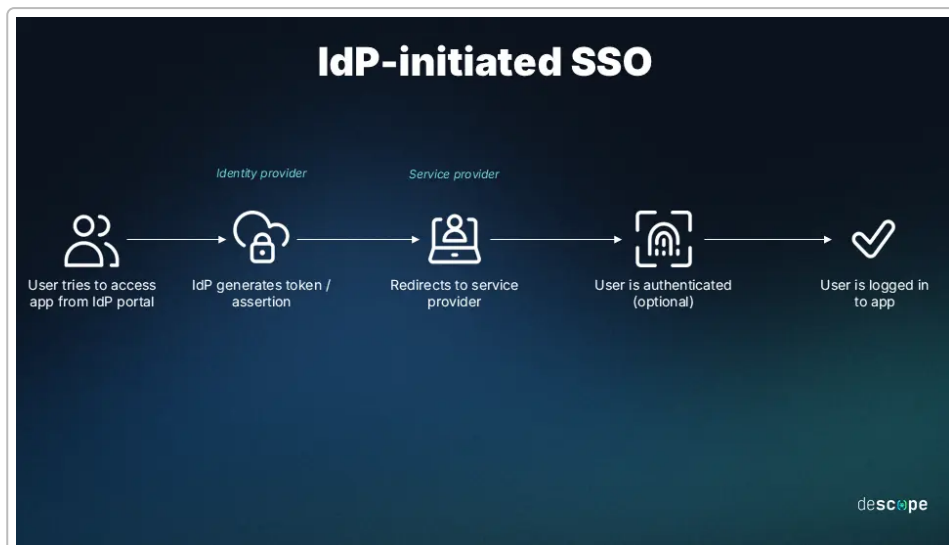 IdP-initiated SSO
Identity provider
Service provider
User tries to access
app from IdP portal
IdP generates token /
assertion
Redirects to service
provider
User is authenticated
(optional)
User is logged in
to app
descope